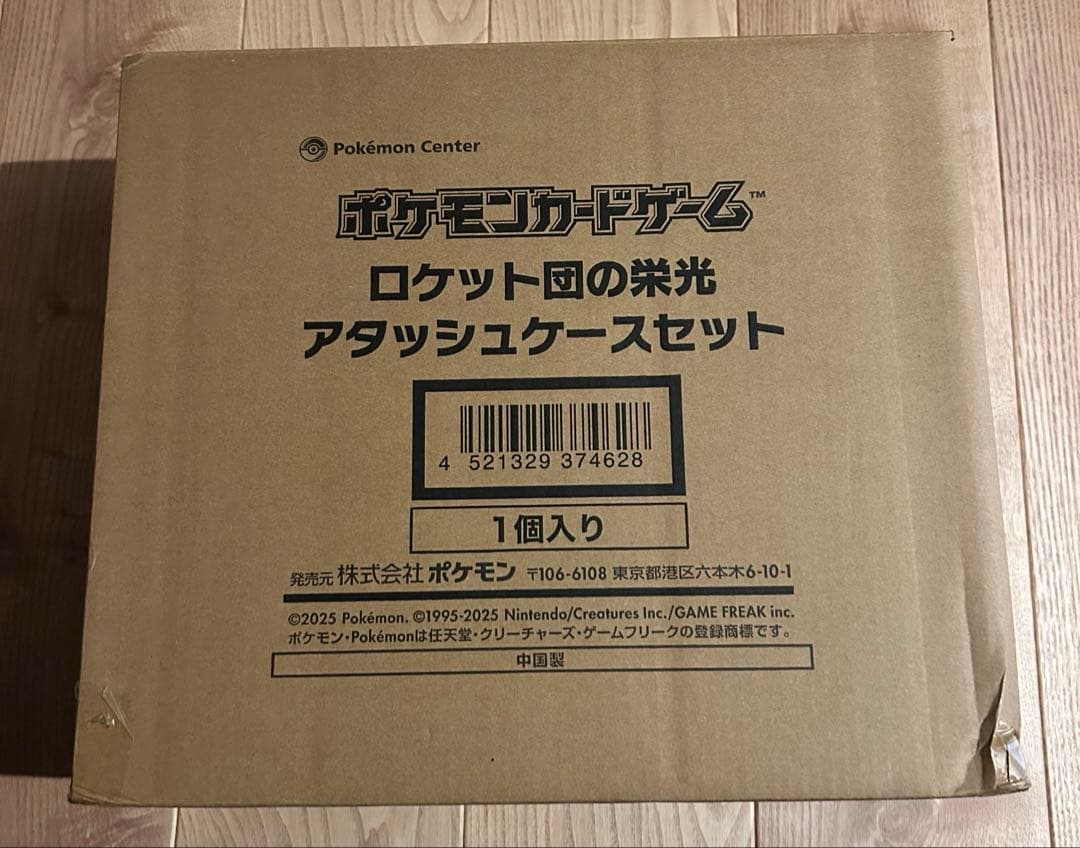 Pokémon Center
ポケモンカードゲーム™
ロケット団の栄光
アタッシュケースセット
4 521329 374628
1個入り
発売元 株式会社ポケモン 〒106-6108 東京都港区六本木6-10-1
©2025 Pokémon. ©1995-2025 Nintendo/Creatures Inc./GAME FREAK inc.
ポケモン・Pokémonは任天堂・クリーチャーズ・ゲームフリークの登録商標です。
中国製